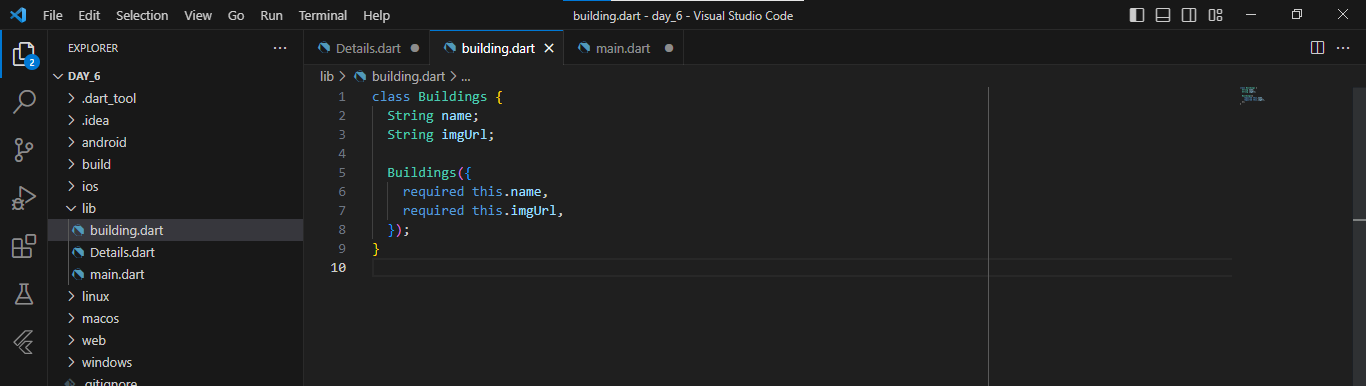 File Edit Selection View Go Run Terminal Help building.dart - day_6 - Visual Studio Code
EXPLORER
Details.dart building.dart main.dart
2
DAY_6
lib building.dart ...
.dart_tool
.idea
android
build
ios
lib
building.dart
Details.dart
main.dart
linux
macos
web
windows
.gitignore
1 class Buildings {
2 String name;
3 String imgUrl;
4
5 Buildings({
6 required this.name,
7 required this.imgUrl,
8 });
9 }
10